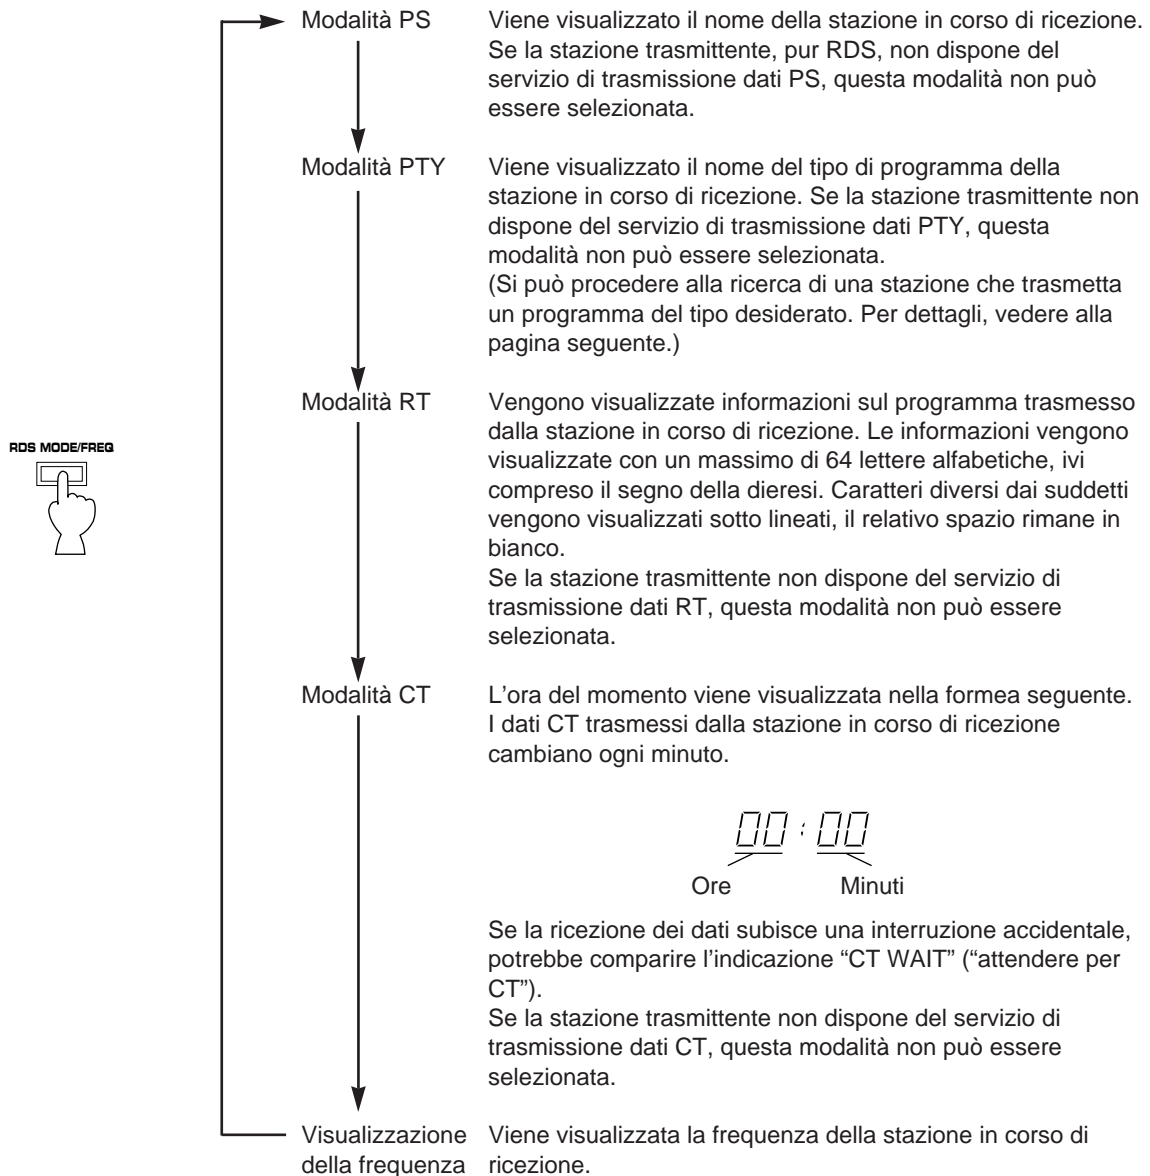 Modalità PS
Viene visualizzato il nome della stazione in corso di ricezione.
Se la stazione trasmittente, pur RDS, non dispone del
servizio di trasmissione dati PS, questa modalità non può
essere selezionata.
Modalità PTY
Viene visualizzato il nome del tipo di programma della
stazione in corso di ricezione. Se la stazione trasmittente non
dispone del servizio di trasmissione dati PTY, questa
modalità non può essere selezionata.
(Si può procedere alla ricerca di una stazione che trasmetta
un programma del tipo desiderato. Per dettagli, vedere alla
pagina seguente.)
RDS MODE/FREQ
Modalità RT
Vengono visualizzate informazioni sul programma trasmesso
dalla stazione in corso di ricezione. Le informazioni vengono
visualizzate con un massimo di 64 lettere alfabetiche, ivi
compreso il segno della dieresi. Caratteri diversi dai suddetti
vengono visualizzati sotto lineati, il relativo spazio rimane in
bianco.
Se la stazione trasmittente non dispone del servizio di
trasmissione dati RT, questa modalità non può essere
selezionata.
Modalità CT
L'ora del momento viene visualizzata nella formea seguente.
I dati CT trasmessi dalla stazione in corso di ricezione
cambiano ogni minuto.
00:00
Ore Minuti
Se la ricezione dei dati subisce una interruzione accidentale,
potrebbe comparire l'indicazione “CT WAIT” (“attendere per
CT”).
Se la stazione trasmittente non dispone del servizio di
trasmissione dati CT, questa modalità non può essere
selezionata.
Visualizzazione
della frequenza
Viene visualizzata la frequenza della stazione in corso di
ricezione.